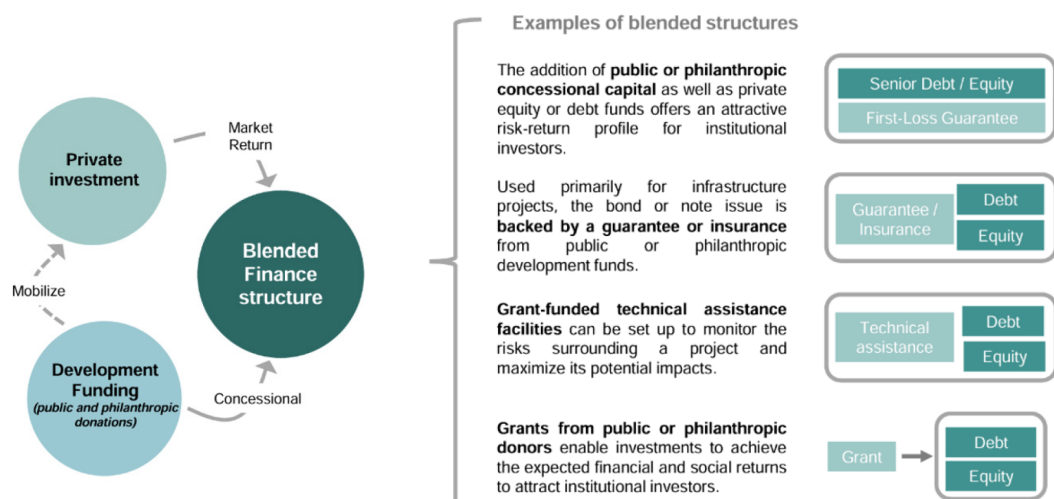 Examples of blended structures
Private
investment
Market
Return
Blended
Finance
structure
Mobilize
Development
Funding
(public and philanthropic
donations)
Concessional
The addition of public or philanthropic
concessional capital as well as private
equity or debt funds offers an attractive
risk-return profile for institutional
investors.
Senior Debt / Equity
First-Loss Guarantee
Used primarily for infrastructure
projects, the bond or note issue is
backed by a guarantee or insurance
from public or philanthropic
development funds.
Guarantee /
Insurance
Debt
Equity
Grant-funded technical assistance
facilities can be set up to monitor the
risks surrounding a project and
maximize its potential impacts.
Technical
assistance
Debt
Equity
Grants from public or philanthropic
donors enable investments to achieve
the expected financial and social returns
to attract institutional investors.
Grant
Debt
Equity